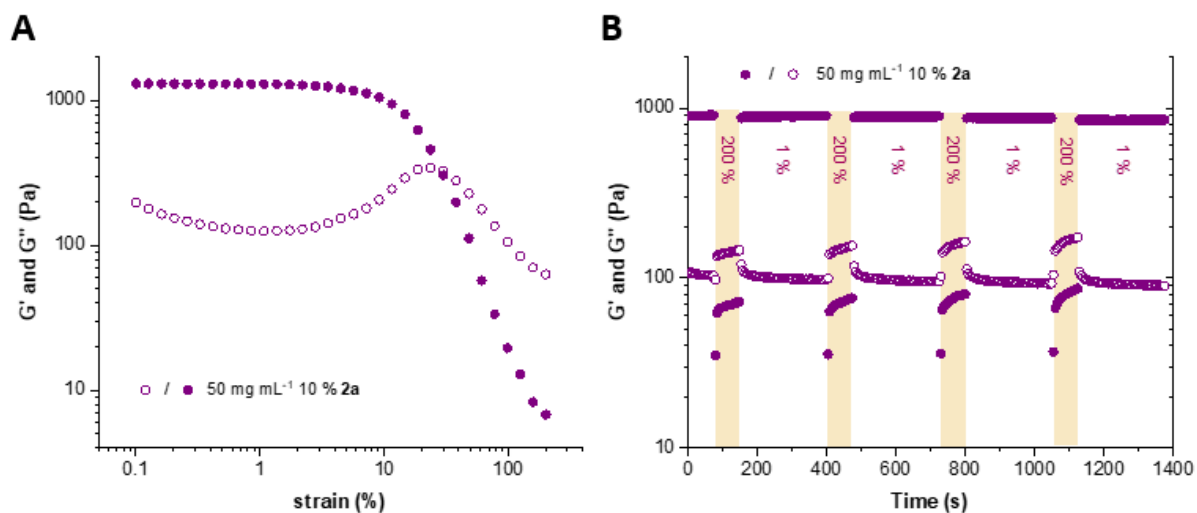 A
1000
100
10
G' and G'' (Pa)
○ / ● 50 mg mL⁻¹ 10 % 2a
0.1 1 10 100
strain (%)
B
● / ○ 50 mg mL⁻¹ 10 % 2a
1000
100
10
G' and G'' (Pa)
200 % 1 % 200 % 1 % 200 % 1 % 200 % 1 %
0 200 400 600 800 1000 1200 1400
Time (s)